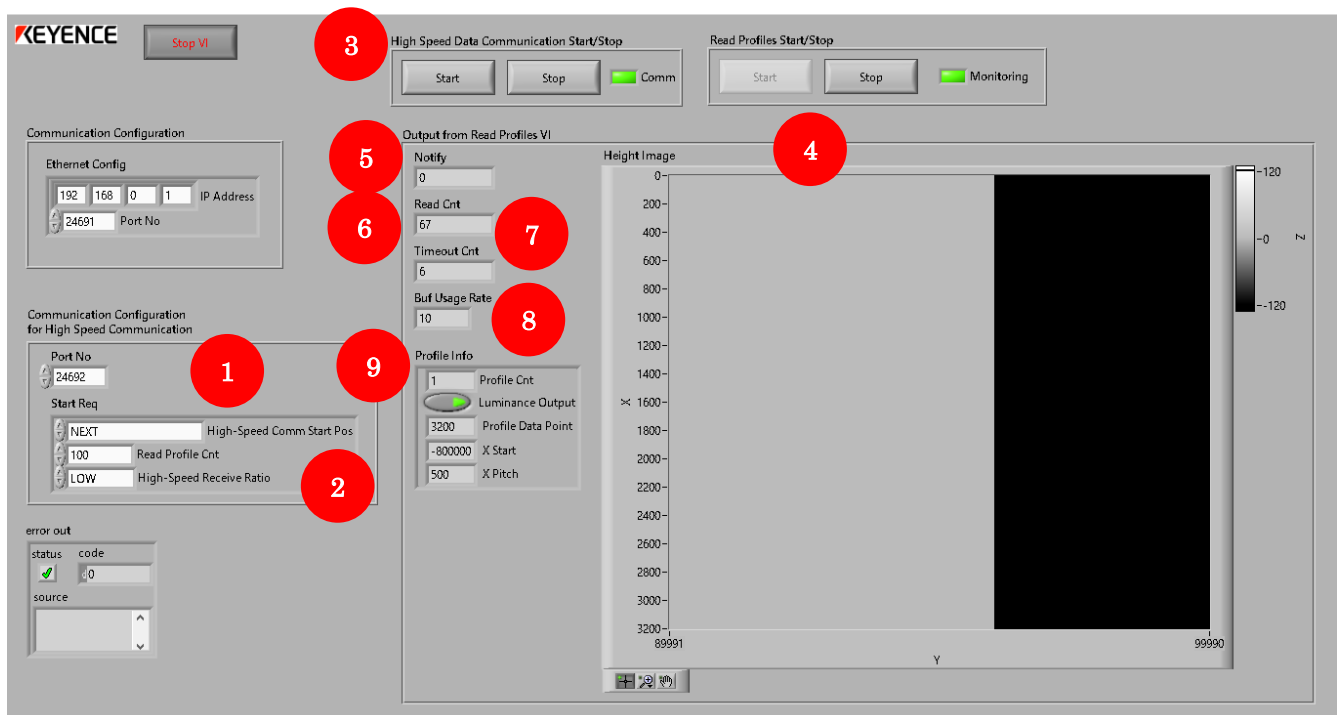 KEYENCE
Stop VI
3
High Speed Data Communication Start/Stop
Start
Stop
Comm
Read Profiles Start/Stop
Start
Stop
Monitoring
Communication Configuration
Ethernet Config
192 168 0 1 IP Address
24691 Port No
Communication Configuration
for High Speed Communication
1
Port No
24692
Start Req
NEXT High-Speed Comm Start Pos
100 Read Profile Cnt
LOW High-Speed Receive Ratio
2
error out
status code
0
source
Output from Read Profiles VI
5
Notify
0
6
Read Cnt
67
7
Timeout Cnt
6
Buf Usage Rate
10
8
9
Profile Info
1 Profile Cnt
Luminance Output
3200 Profile Data Point
-800000 X Start
500 X Pitch
4
Height Image
0
200
400
600
800
1000
1200
1400
X 1600
1800
2000
2200
2400
2600
2800
3000
3200
89991 99990
Y
-120
-0 Z
--120